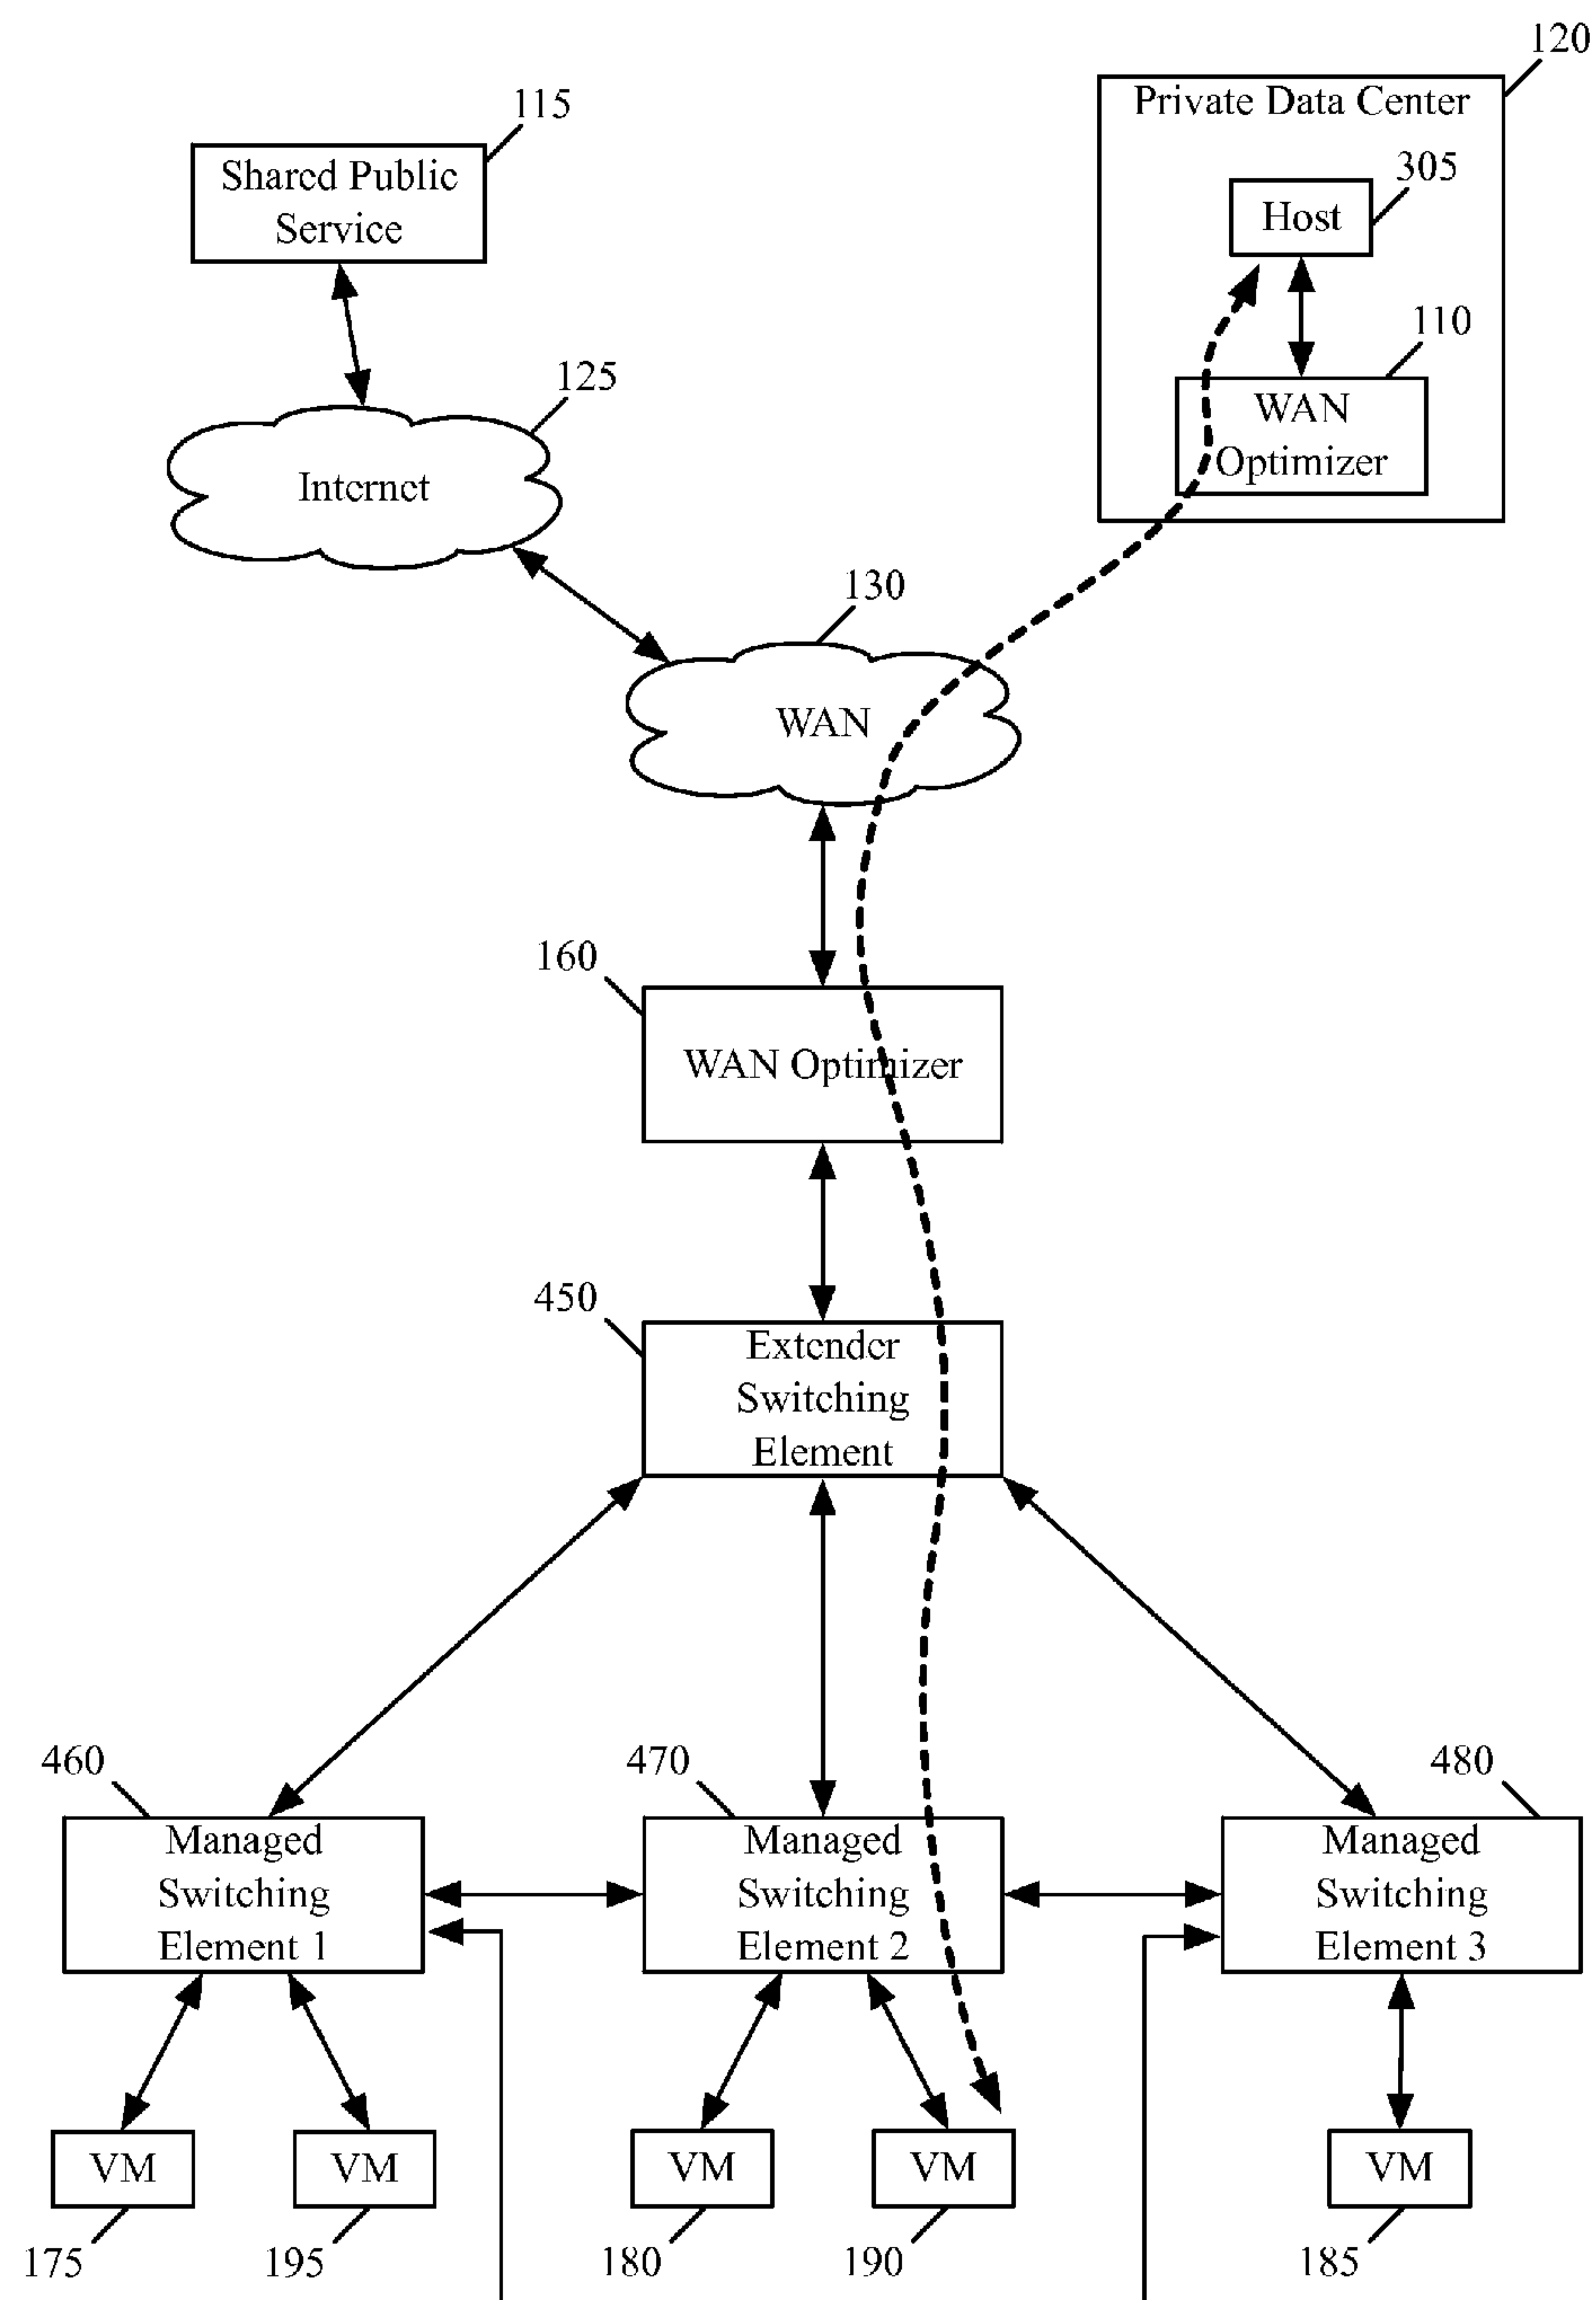 120
Private Data Center
115
Shared Public
Service
305
Host
110
WAN
Optimizer
125
Internet
130
WAN
160
WAN Optimizer
450
Extender
Switching
Element
460
Managed
Switching
Element 1
470
Managed
Switching
Element 2
480
Managed
Switching
Element 3
VM
VM
VM
VM
VM
175
195
180
190
185